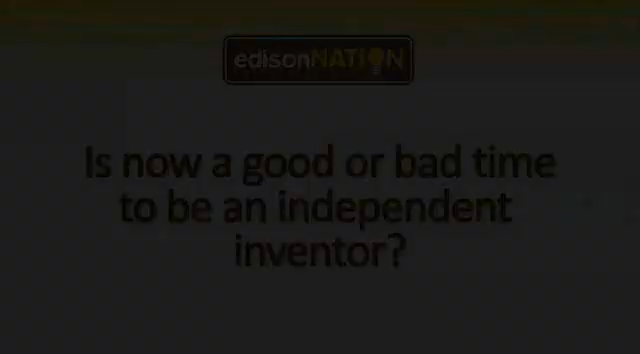 edisonNATION
Is now a good or bad time
to be an independent
inventor?